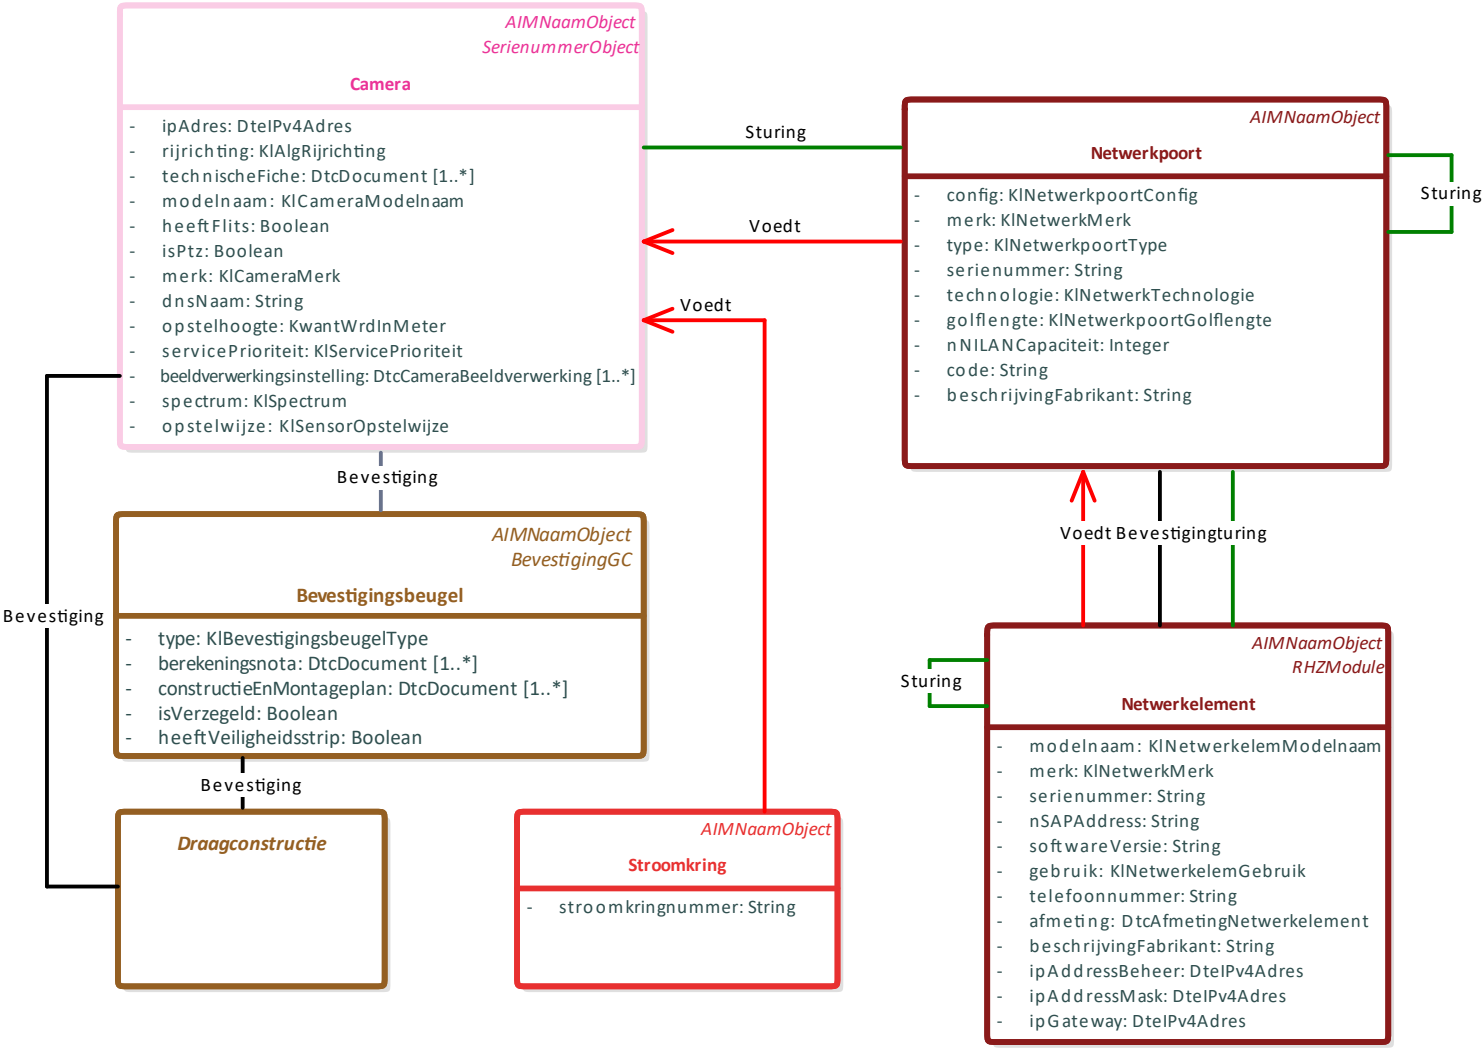 AIMNaamObject
SerienummerObject
Camera
- ipAdres: DteIPv4Adres
- rijrichting: KlAlgRijrichting
- technischeFiche: DtcDocument [1..*]
- modelnaam: KlCameraModelnaam
- heeftFlits: Boolean
- isPtz: Boolean
- merk: KlCameraMerk
- dnsNaam: String
- opstelhoogte: KwantWrdInMeter
- servicePrioriteit: KlServicePrioriteit
- beeldverwerkingsinstelling: DtcCameraBeeldverwerking [1..*]
- spectrum: KlSpectrum
- opstelwijze: KlSensorOpstelwijze
Sturing
Voedt
Voedt
AIMNaamObject
Netwerkpoort
- config: KlNetwerkpoortConfig
- merk: KlNetwerkMerk
- type: KlNetwerkpoortType
- serienummer: String
- technologie: KlNetwerkTechnologie
- golflengte: KlNetwerkpoortGolflengte
- nNILANCapaciteit: Integer
- code: String
- beschrijvingFabrikant: String
Sturing
Bevestiging
AIMNaamObject
BevestigingGC
Bevestigingsbeugel
- type: KlBevestigingsbeugelType
- berekeningsnota: DtcDocument [1..*]
- constructieEnMontageplan: DtcDocument [1..*]
- isVerzegeld: Boolean
- heeftVeiligheidsstrip: Boolean
Bevestiging
Bevestiging
Draagconstructie
AIMNaamObject
Stroomkring
- stroomkringnummer: String
Voedt Bevestigingturing
Sturing
AIMNaamObject
RHZModule
Netwerkelement
- modelnaam: KlNetwerkelemModelnaam
- merk: KlNetwerkMerk
- serienummer: String
- nSAPAddress: String
- softwareVersie: String
- gebruik: KlNetwerkelemGebruik
- telefoonnummer: String
- afmeting: DtcAfmetingNetwerkelement
- beschrijvingFabrikant: String
- ipAddressBeheer: DteIPv4Adres
- ipAddressMask: DteIPv4Adres
- ipGateway: DteIPv4Adres